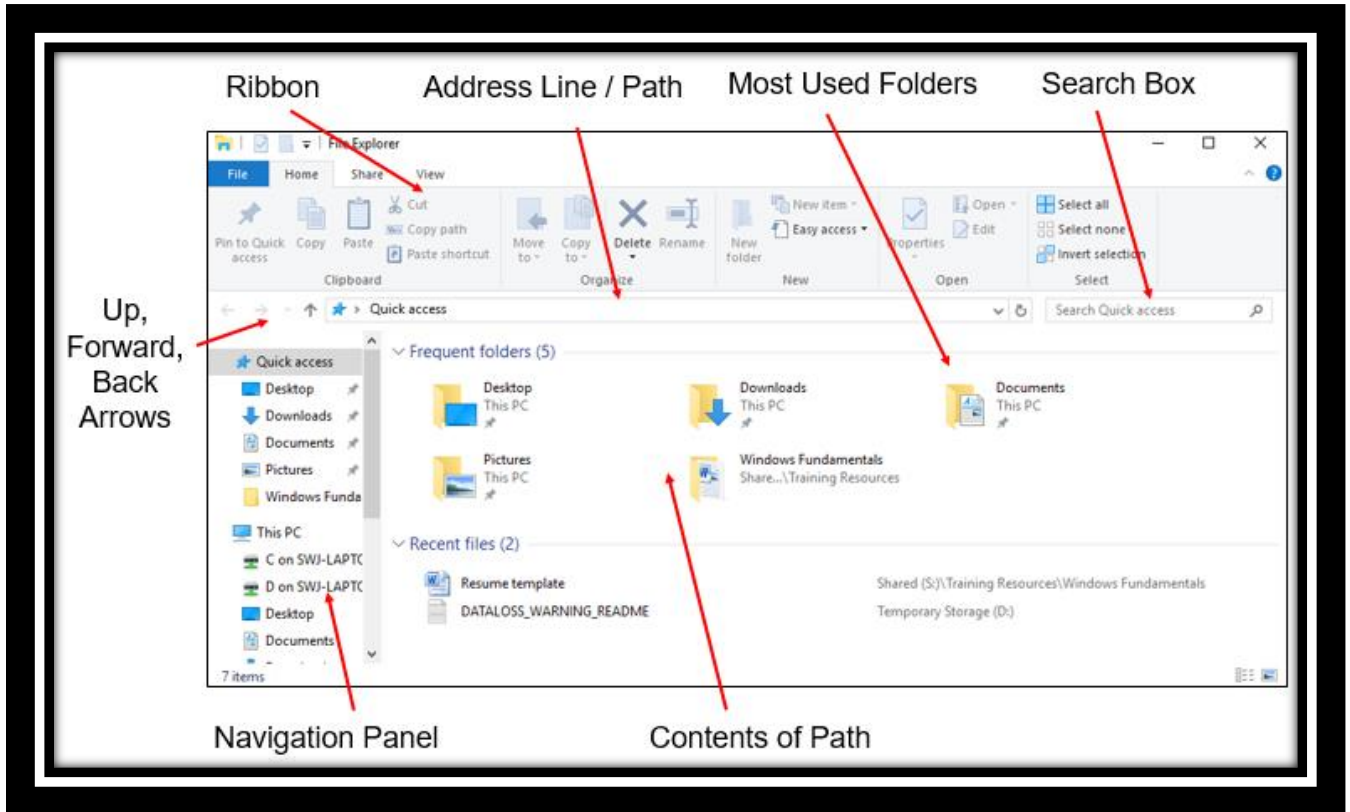 Ribbon
Address Line / Path
Most Used Folders
Search Box
File Explorer
File Home Share View
Pin to Quick access
Copy
Paste
Cut
Copy path
Paste shortcut
Move to
Copy to
Delete
Rename
New folder
New item
Easy access
Properties
Open
Edit
Select all
Select none
Invert selection
Clipboard
Organize
New
Open
Select
Up,
Forward,
Back
Arrows
Quick access
Search Quick access
Quick access
Desktop
Downloads
Documents
Pictures
Windows Funda
This PC
C on SWJ-LAPTC
D on SWJ-LAPTC
Desktop
Documents
Frequent folders (5)
Desktop
This PC
Downloads
This PC
Documents
This PC
Pictures
This PC
Windows Fundamentals
Share...\Training Resources
Recent files (2)
Resume template
Shared (S:)\Training Resources\Windows Fundamentals
DATALOSS_WARNING_README
Temporary Storage (D:)
7 items
Navigation Panel
Contents of Path